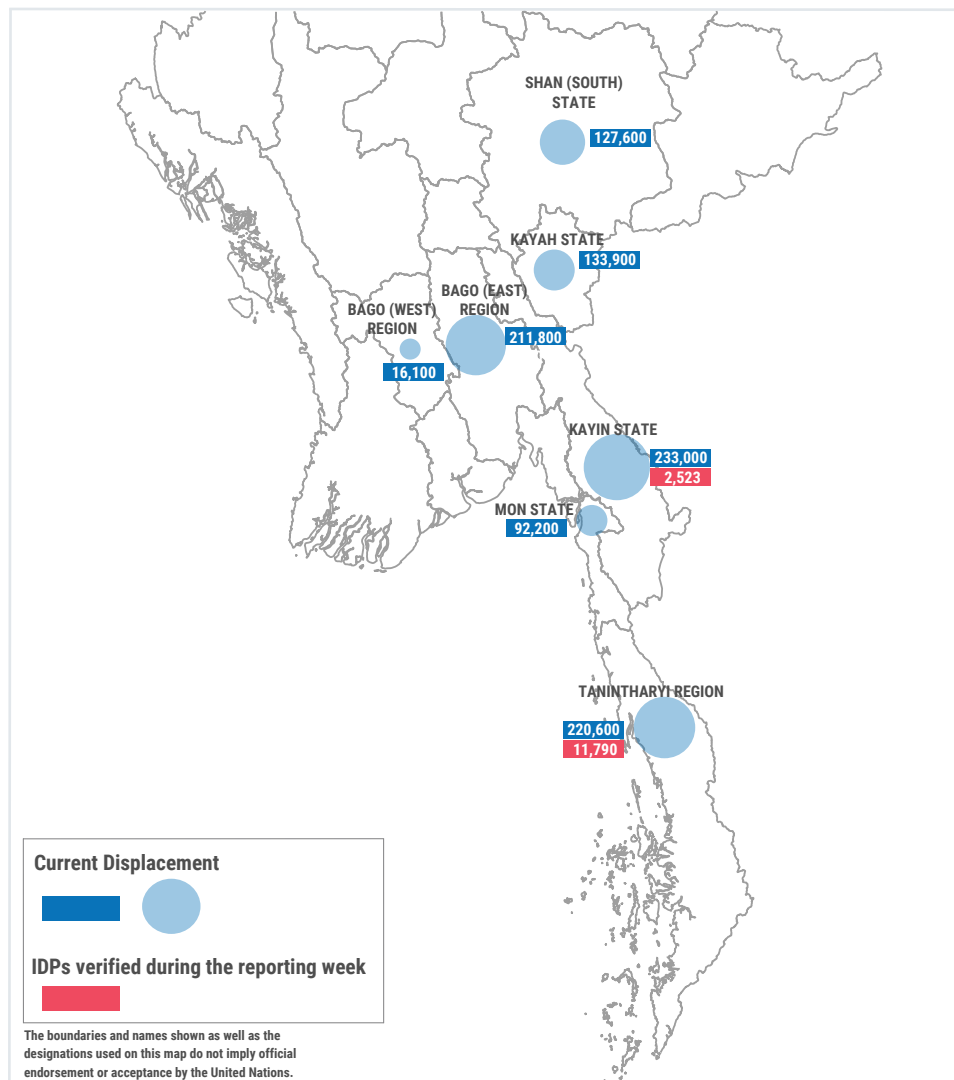 SHAN (SOUTH)
STATE
127,600
KAYAH STATE
133,900
BAGO (EAST)
REGION
211,800
BAGO (WEST)
REGION
16,100
KAYIN STATE
233,000
2,523
MON STATE
92,200
TANINTHARYI REGION
220,600
11,790
Current Displacement
IDPs verified during the reporting week
The boundaries and names shown as well as the
designations used on this map do not imply official
endorsement or acceptance by the United Nations.